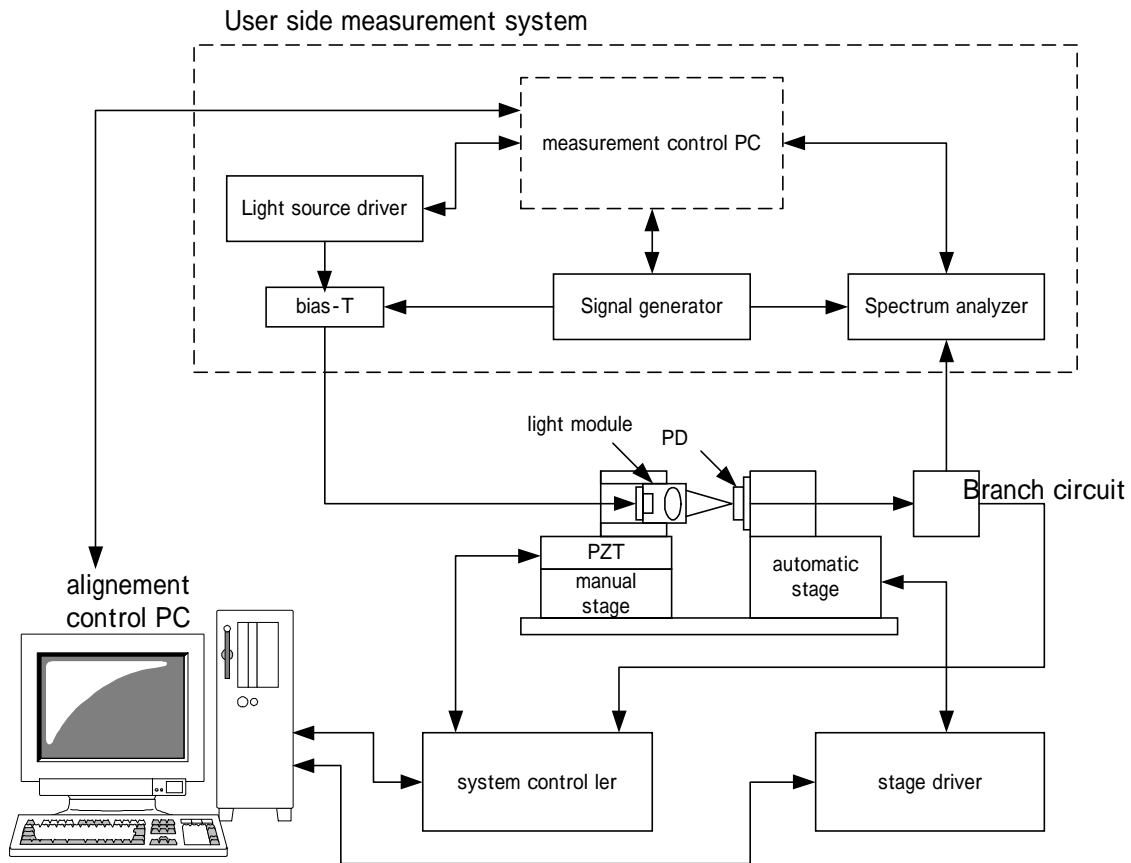 User side measurement system
measurement control PC
Light source driver
bias-T
Signal generator
Spectrum analyzer
light module
PD
Branch circuit
PZT
manual
stage
automatic
stage
alignement
control PC
system control ler
stage driver